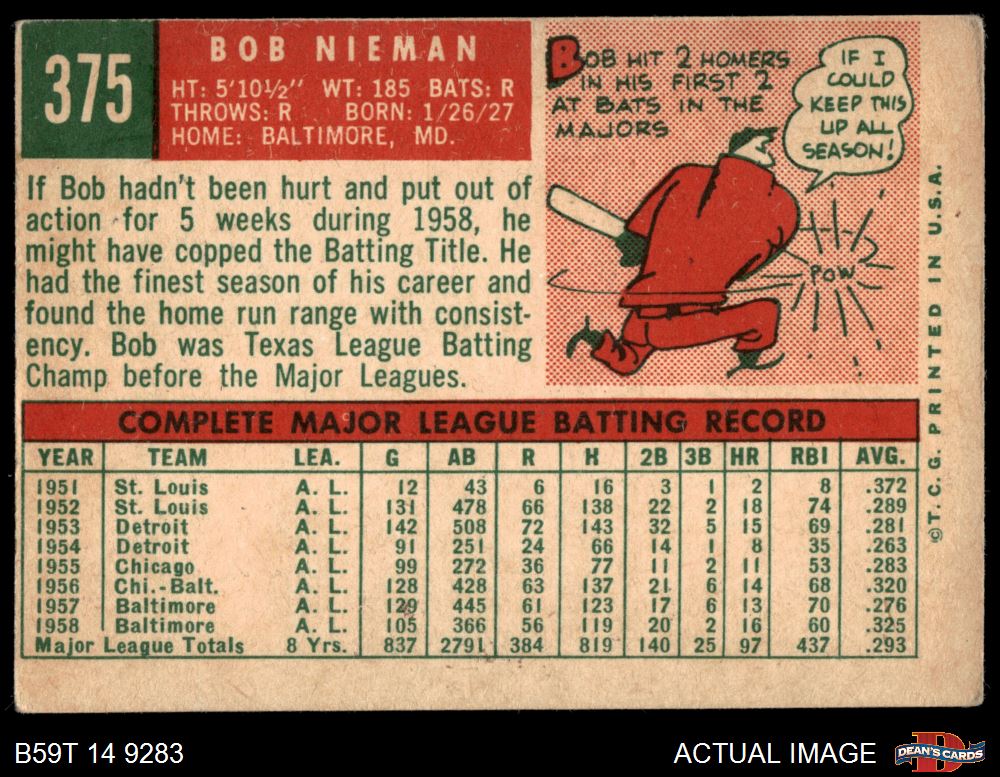 375
BOB NIEMAN
HT: 5'10½" WT: 185 BATS: R
THROWS: R BORN: 1/26/27
HOME: BALTIMORE, MD.
BOB HIT 2 HOMERS
IN HIS FIRST 2
AT BATS IN THE
MAJORS
IF I
COULD
KEEP THIS
UP ALL
SEASON!
POW
If Bob hadn't been hurt and put out of
action for 5 weeks during 1958, he
might have copped the Batting Title. He
had the finest season of his career and
found the home run range with consist-
ency. Bob was Texas League Batting
Champ before the Major Leagues.
COMPLETE MAJOR LEAGUE BATTING RECORD
YEAR TEAM LEA. G AB R H 2B 3B HR RBI AVG.
1951 St. Louis A. L. 12 43 6 16 3 1 2 8 .372
1952 St. Louis A. L. 131 478 66 138 22 2 18 74 .289
1953 Detroit A. L. 142 508 72 143 32 5 15 69 .281
1954 Detroit A. L. 91 251 24 66 14 1 8 35 .263
1955 Chicago A. L. 99 272 36 77 11 2 11 53 .283
1956 Chi.-Balt. A. L. 128 428 63 137 21 6 14 68 .320
1957 Baltimore A. L. 129 445 61 123 17 6 13 70 .276
1958 Baltimore A. L. 105 366 56 119 20 2 16 60 .325
Major League Totals 8 Yrs. 837 2791 384 819 140 25 97 437 .293
©T. C. G. PRINTED IN U.S.A.
B59T 14 9283
ACTUAL IMAGE
DEAN'S CARDS